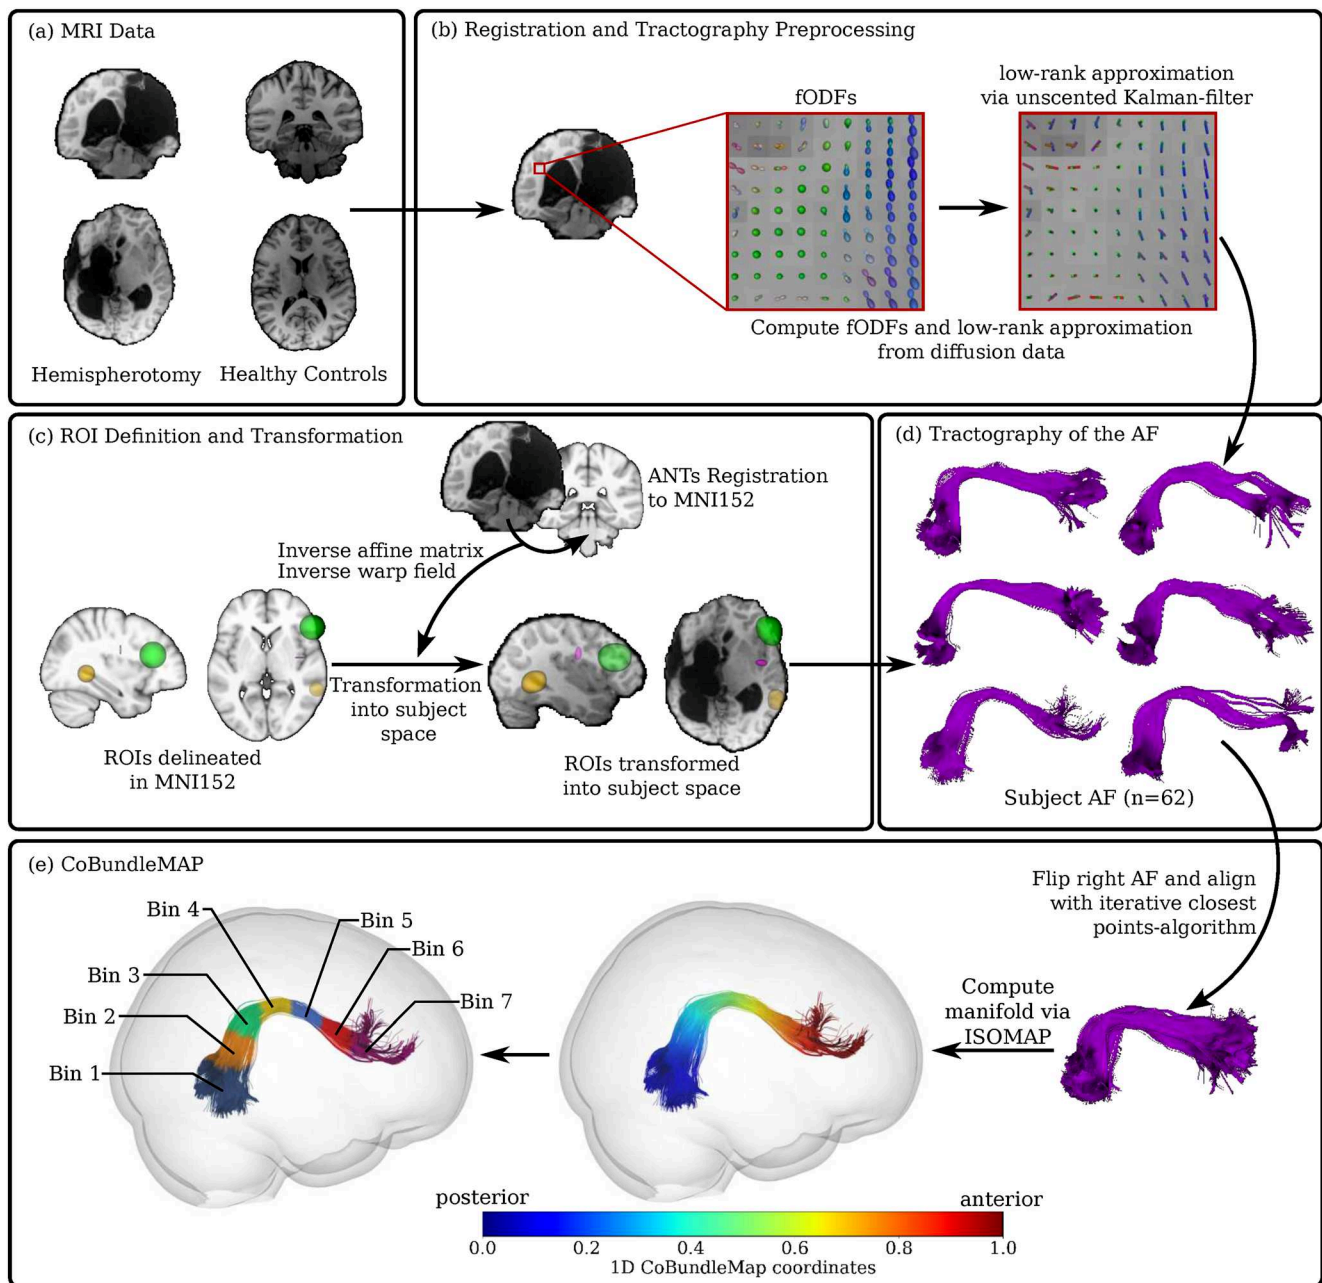 (a) MRI Data
Hemispherotomy
Healthy Controls
(b) Registration and Tractography Preprocessing
fODFs
low-rank approximation
via unscented Kalman-filter
Compute fODFs and low-rank approximation
from diffusion data
(c) ROI Definition and Transformation
ANTs Registration
to MNI152
Inverse affine matrix
Inverse warp field
Transformation
into subject
space
ROIs delineated
in MNI152
ROIs transformed
into subject space
(d) Tractography of the AF
Subject AF (n=62)
(e) CoBundleMAP
Bin 4
Bin 5
Bin 6
Bin 3
Bin 7
Bin 2
Bin 1
Flip right AF and align
with iterative closest
points-algorithm
Compute
manifold via
ISOMAP
posterior
anterior
0.0 0.2 0.4 0.6 0.8 1.0
1D CoBundleMap coordinates